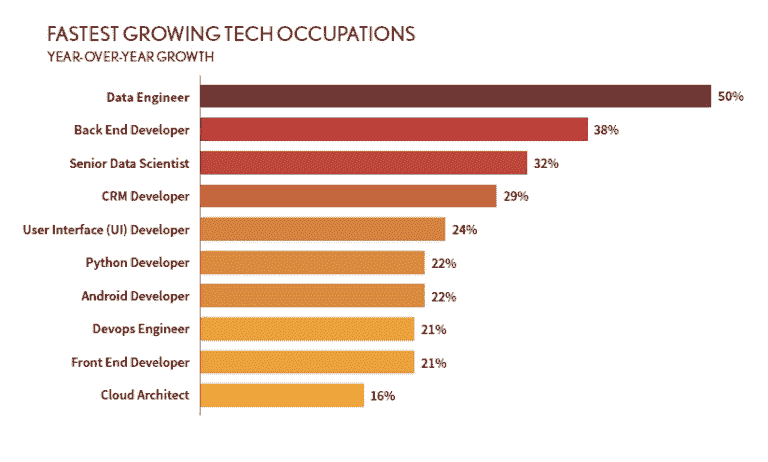 FASTEST GROWING TECH OCCUPATIONS
YEAR-OVER-YEAR GROWTH
Data Engineer 50%
Back End Developer 38%
Senior Data Scientist 32%
CRM Developer 29%
User Interface (UI) Developer 24%
Python Developer 22%
Android Developer 22%
Devops Engineer 21%
Front End Developer 21%
Cloud Architect 16%